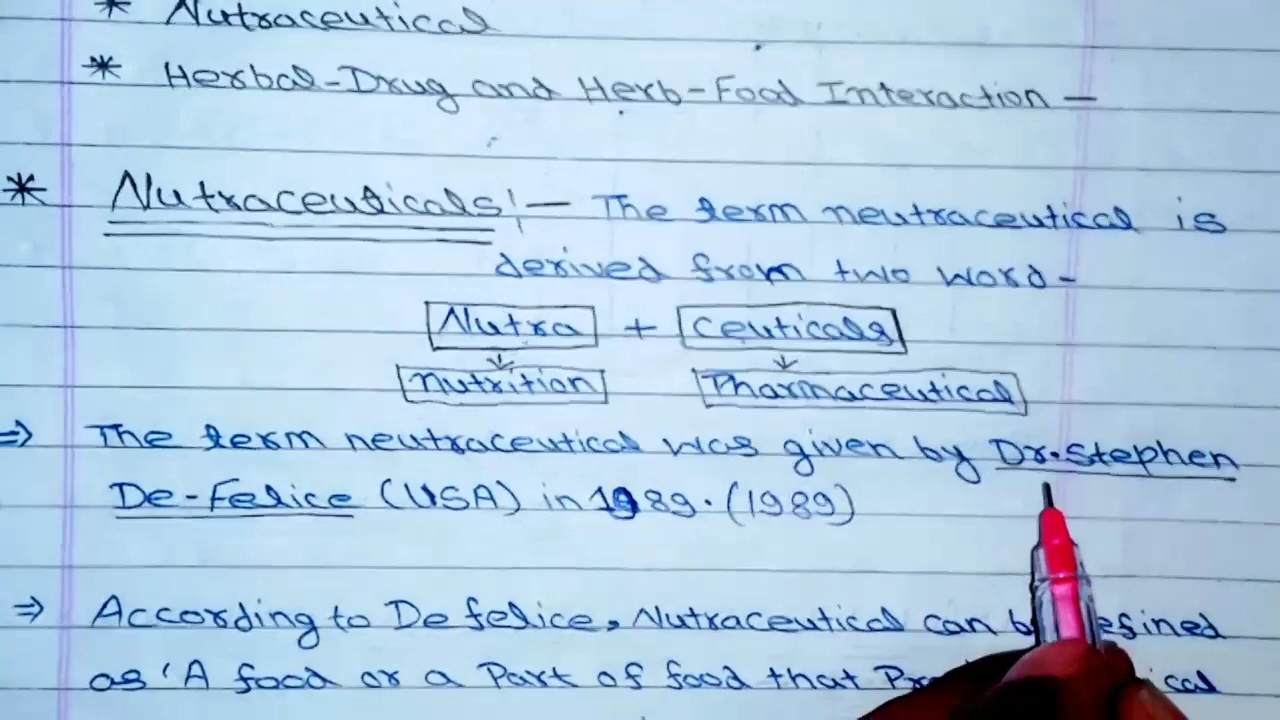 * Nutraceutical
* Herbal-Drug and Herb-Food Interaction -
* Nutraceuticals:- The term neutraceutical is
derived from two word-
Nutra + Ceuticals
Nutrition Pharmaceutical
⇒ The term neutraceutical was given by Dr. Stephen
De-Felice (USA) in 1989. (1989)
⇒ According to De felice, Nutraceutical can
as 'A food or a Part of food that